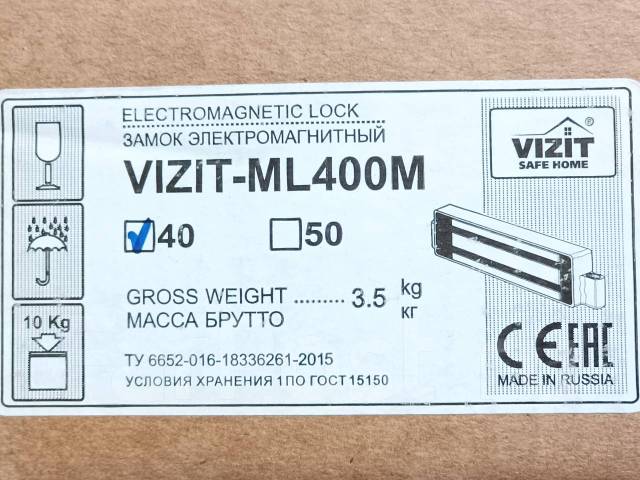 ELECTROMAGNETIC LOCK
ЗАМОК ЭЛЕКТРОМАГНИТНЫЙ
VIZIT-ML400M
40 50
GROSS WEIGHT ......... 3.5 kg
МАССА БРУТТО кг
ТУ 6652-016-18336261-2015
УСЛОВИЯ ХРАНЕНИЯ 1 ПО ГОСТ 15150
10 Kg
VIZIT®
SAFE HOME
CE EAC
MADE IN RUSSIA